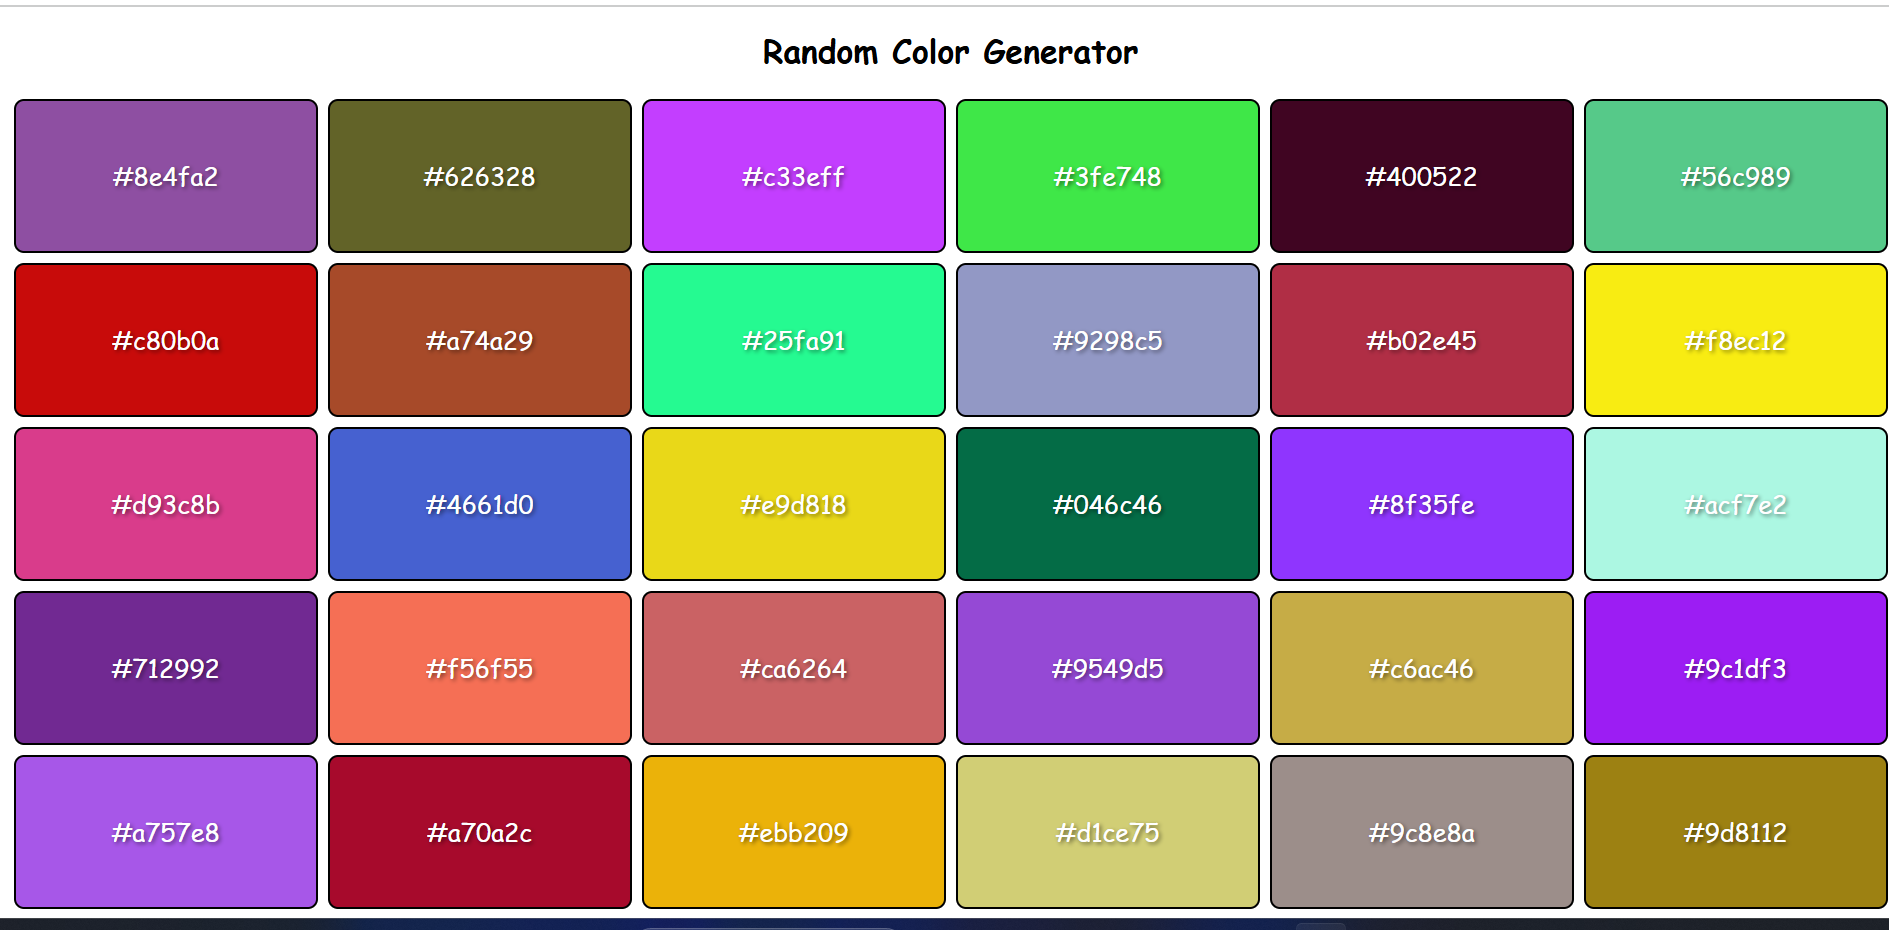 Random Color Generator
#8e4fa2 #626328 #c33eff #3fe748 #400522 #56c989
#c80b0a #a74a29 #25fa91 #9298c5 #b02e45 #f8ec12
#d93c8b #4661d0 #e9d818 #046c46 #8f35fe #acf7e2
#712992 #f56f55 #ca6264 #9549d5 #c6ac46 #9c1df3
#a757e8 #a70a2c #ebb209 #d1ce75 #9c8e8a #9d8112